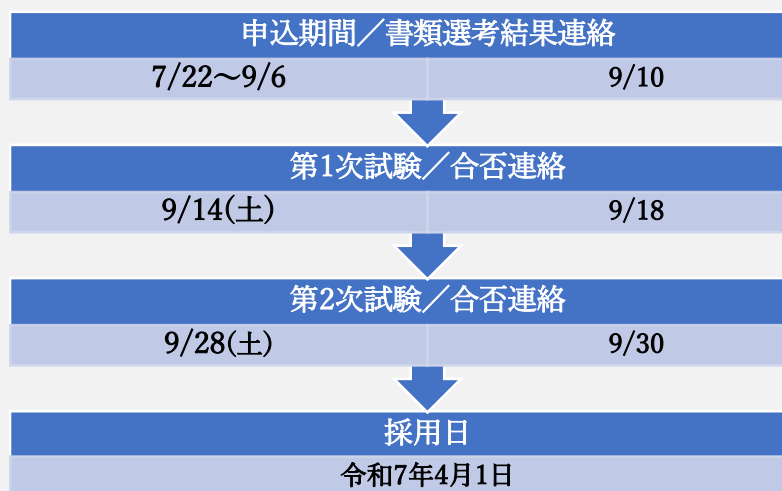 申込期間／書類選考結果連絡
7/22～9/6 9/10
第1次試験／合否連絡
9/14(土) 9/18
第2次試験／合否連絡
9/28(土) 9/30
採用日
令和7年4月1日